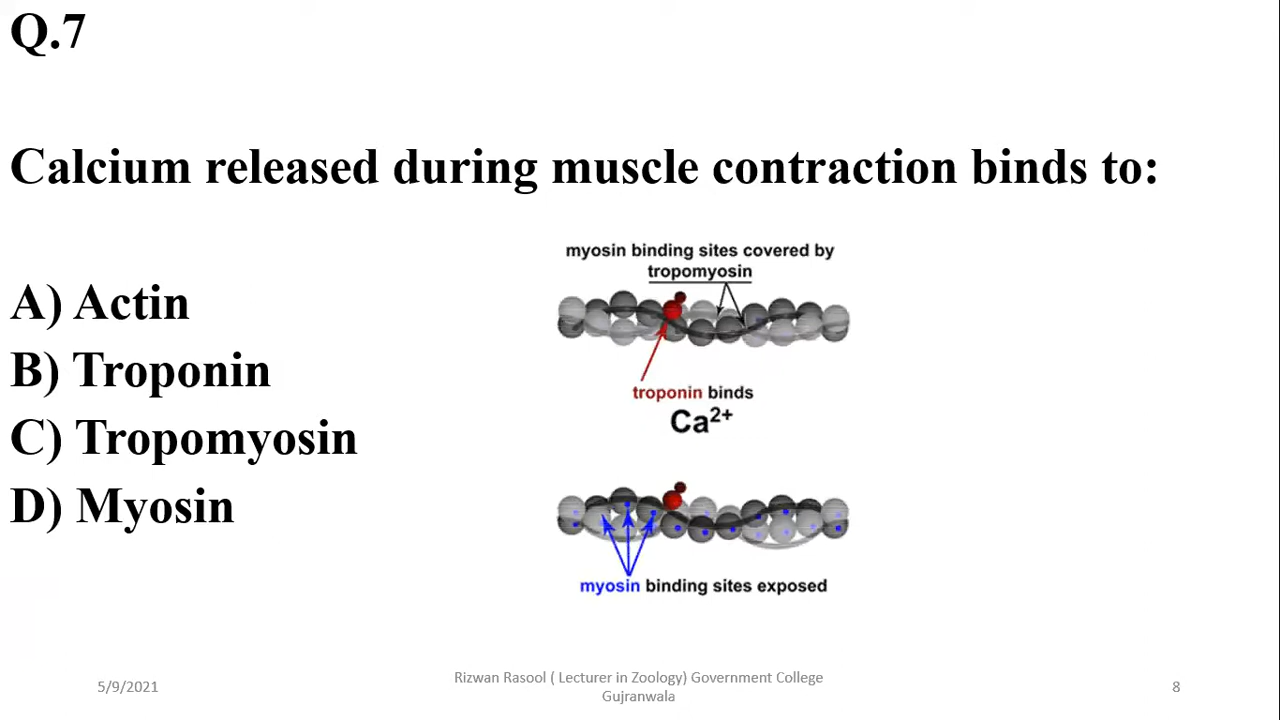 Q.7
Calcium released during muscle contraction binds to:
A) Actin
B) Troponin
C) Tropomyosin
D) Myosin
myosin binding sites covered by
tropomyosin
troponin binds
Ca²⁺
myosin binding sites exposed
5/9/2021
Rizwan Rasool ( Lecturer in Zoology) Government College
Gujranwala
8